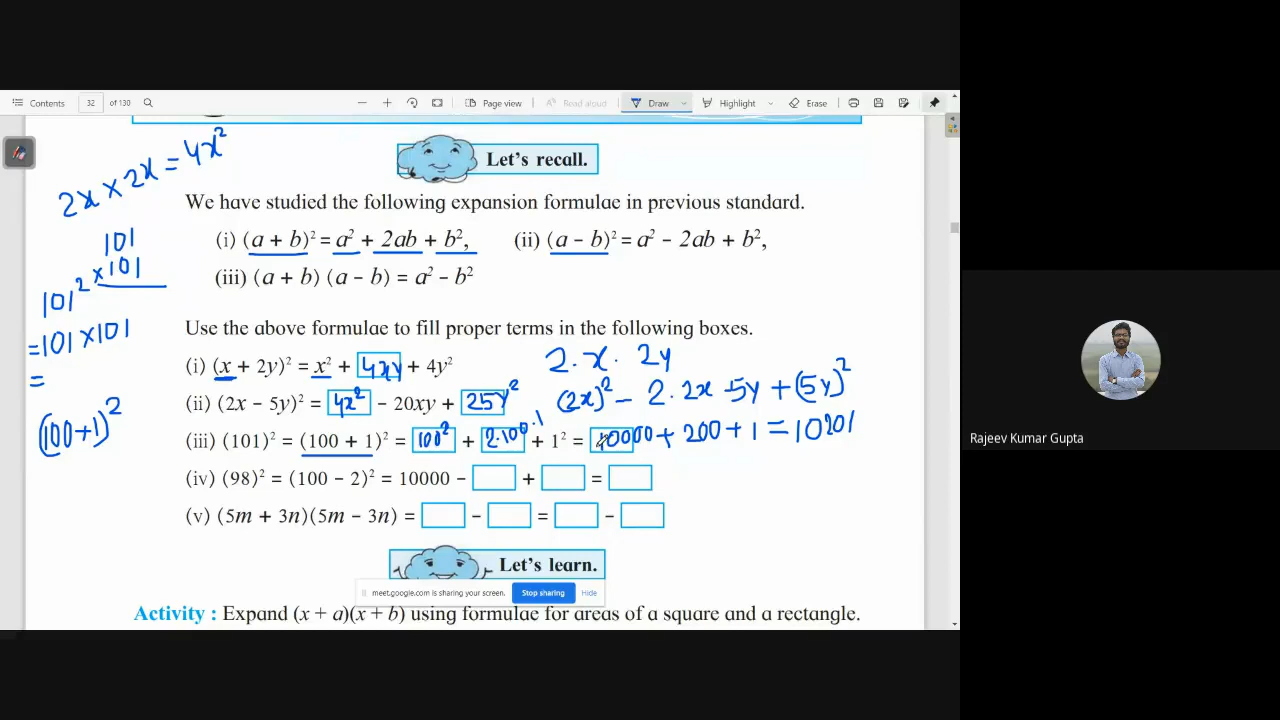 Contents 32 of 130 Page view Read aloud Draw Highlight Erase
Let's recall.
2x × 2x = 4x²
We have studied the following expansion formulae in previous standard.
101
×101
(i) (a + b)² = a² + 2ab + b², (ii) (a − b)² = a² − 2ab + b²,
(iii) (a + b) (a − b) = a² − b²
101²
=101×101
=
(100+1)²
Use the above formulae to fill proper terms in the following boxes.
(i) (x + 2y)² = x² + 4xy + 4y² 2. x. 2y
(ii) (2x − 5y)² = 4x² − 20xy + 25y² (2x)² − 2. 2x 5y + (5y)²
(iii) (101)² = (100 + 1)² = 100² + 2.100.1 + 1² = 10000 + 200 + 1 = 10201
(iv) (98)² = (100 − 2)² = 10000 − + =
(v) (5m + 3n)(5m − 3n) = − = −
Let's learn.
meet.google.com is sharing your screen. Stop sharing Hide
Activity : Expand (x + a)(x + b) using formulae for areas of a square and a rectangle.
Rajeev Kumar Gupta